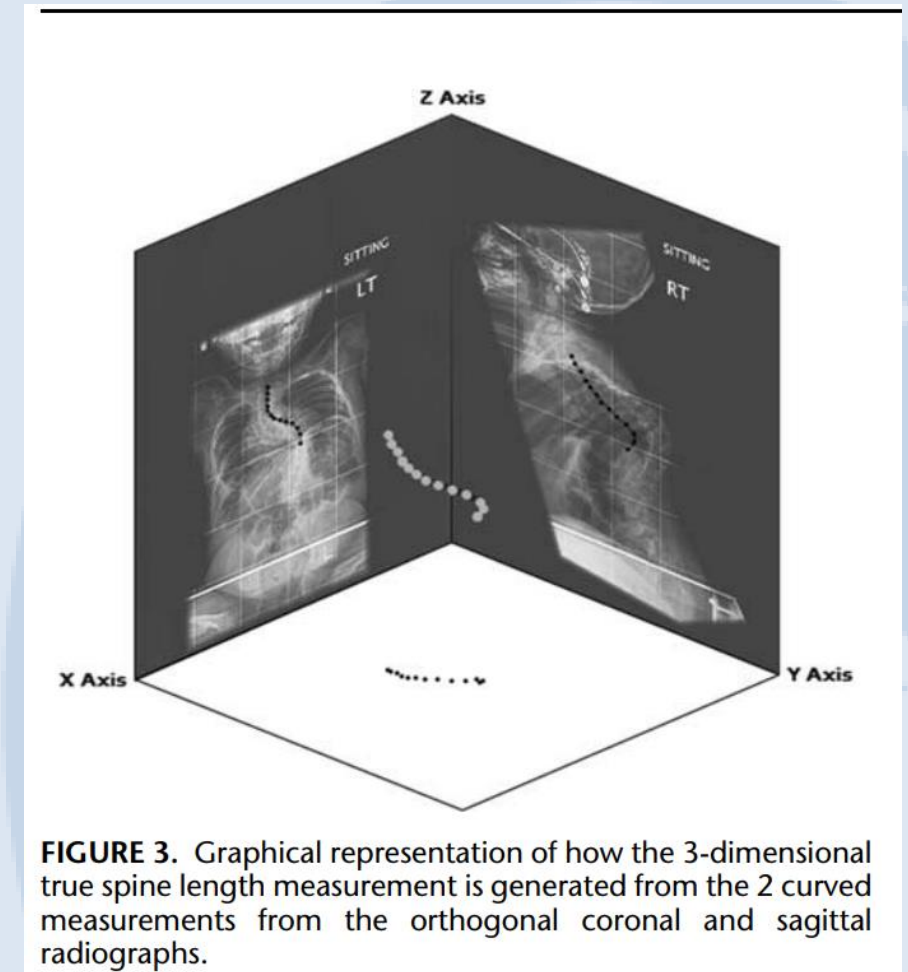 Z Axis
SITTING
LT
SITTING
RT
X Axis
Y Axis
FIGURE 3. Graphical representation of how the 3-dimensional
true spine length measurement is generated from the 2 curved
measurements from the orthogonal coronal and sagittal
radiographs.